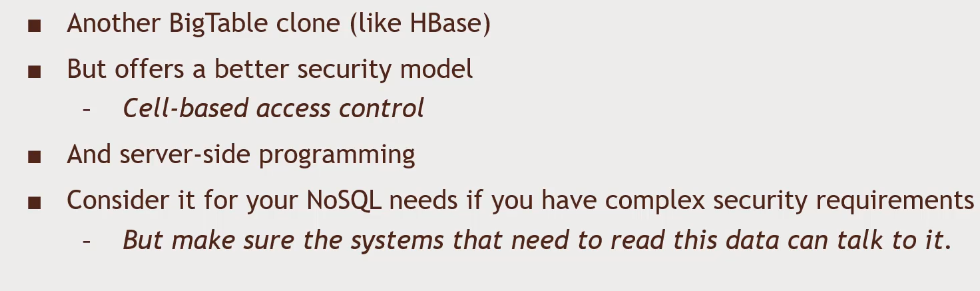 ■ Another BigTable clone (like HBase)
■ But offers a better security model
– Cell-based access control
■ And server-side programming
■ Consider it for your NoSQL needs if you have complex security requirements
– But make sure the systems that need to read this data can talk to it.